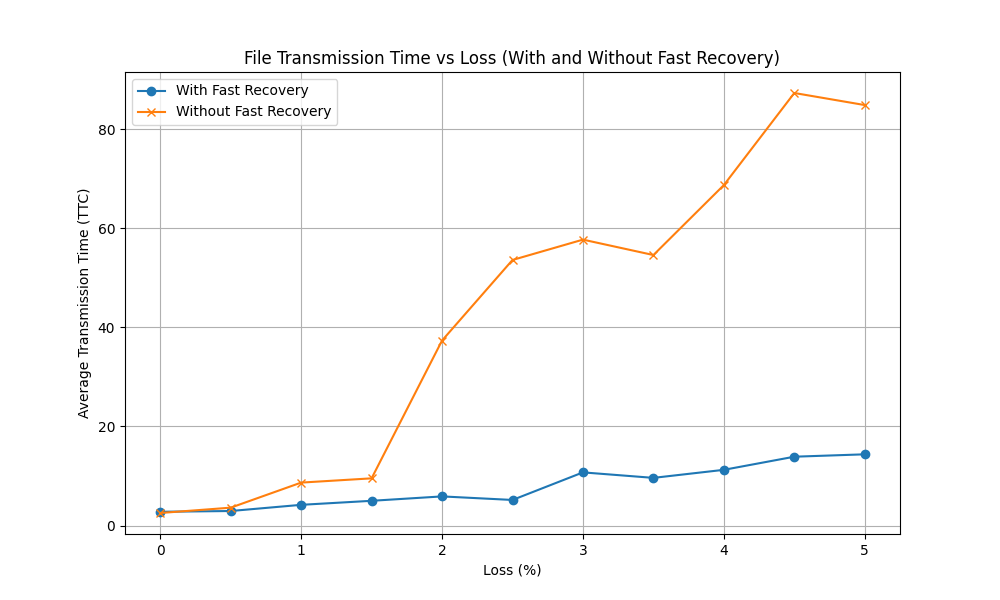 File Transmission Time vs Loss (With and Without Fast Recovery)
With Fast Recovery
Without Fast Recovery
Average Transmission Time (TTC)
80
60
40
20
0
0 1 2 3 4 5
Loss (%)